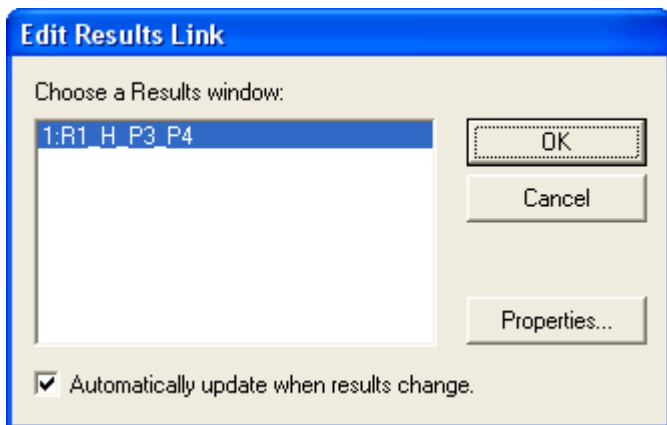 Edit Results Link
Choose a Results window:
1:R1_H_P3_P4
OK
Cancel
Properties...
Automatically update when results change.